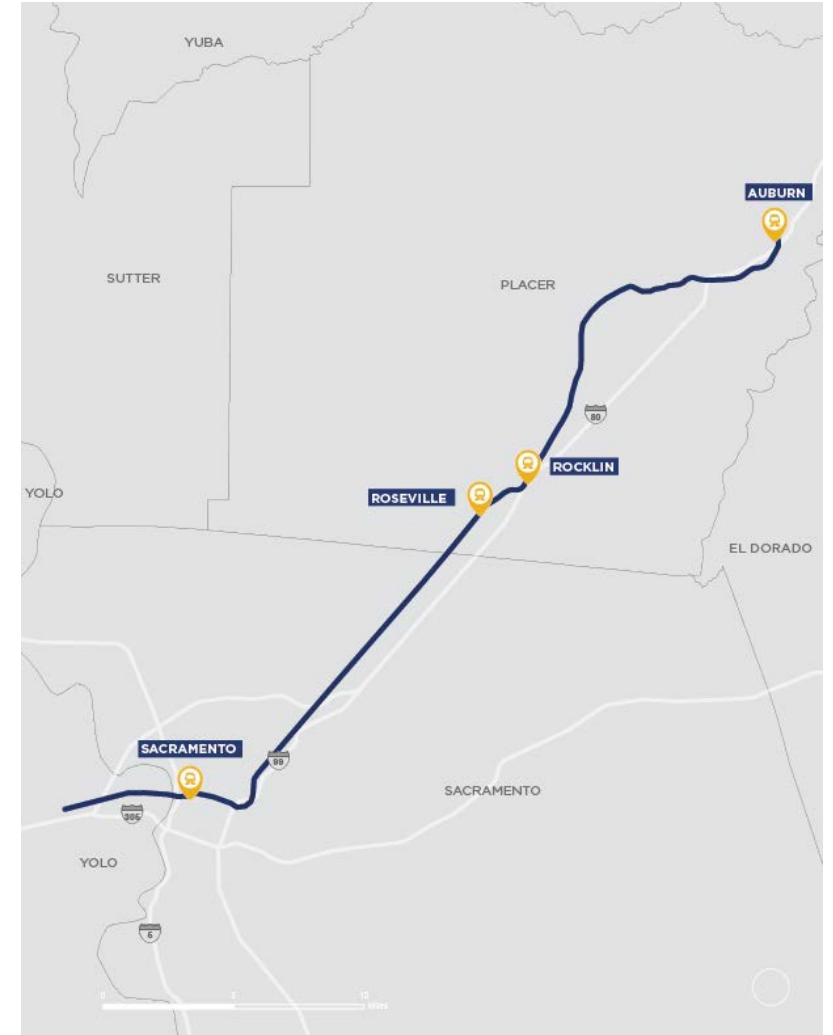 YUBA
AUBURN
SUTTER
PLACER
80
ROCKLIN
YOLO
ROSEVILLE
EL DORADO
SACRAMENTO
99
SACRAMENTO
305
YOLO
5
0 5 10
Miles